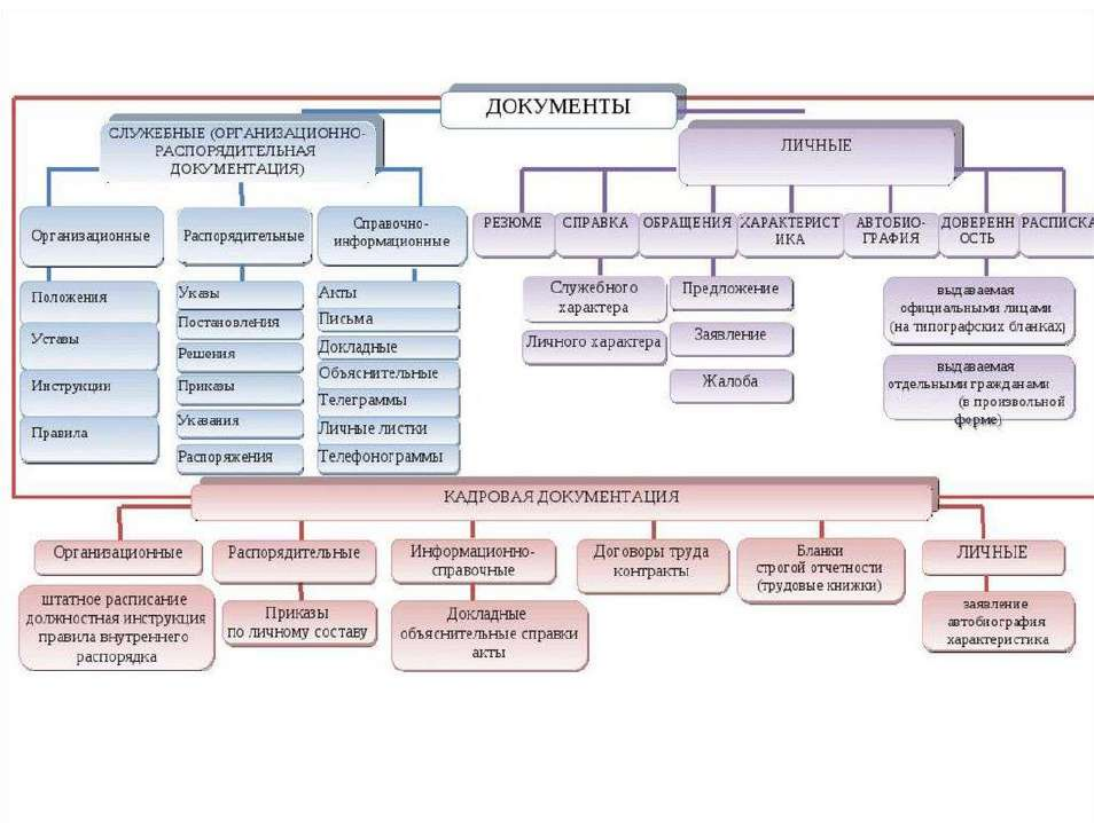 ДОКУМЕНТЫ
СЛУЖЕБНЫЕ (ОРГАНИЗАЦИОННО-
РАСПОРЯДИТЕЛЬНАЯ
ДОКУМЕНТАЦИЯ)
Организационные
Положения
Уставы
Инструкции
Правила
Распорядительные
Указы
Постановления
Решения
Приказы
Указания
Распоряжения
Справочно-
информационные
Акты
Письма
Докладные
Объяснительные
Телеграммы
Личные листки
Телефонограммы
ЛИЧНЫЕ
РЕЗЮМЕ
СПРАВКА
Служебного
характера
Личного характера
ОБРАЩЕНИЯ
Предложение
Заявление
Жалоба
ХАРАКТЕРИСТ
ИКА
АВТОБИО-
ГРАФИЯ
ДОВЕРЕНН
ОСТЬ
выдаваемая
официальными лицами
(на типографских бланках)
выдаваемая
отдельными гражданами
(в произвольной
форме)
РАСПИСКА
КАДРОВАЯ ДОКУМЕНТАЦИЯ
Организационные
штатное расписание
должностная инструкция
правила внутреннего
распорядка
Распорядительные
Приказы
по личному составу
Информационно-
справочные
Докладные
объяснительные справки
акты
Договоры труда
контракты
Бланки
строгой отчетности
(трудовые книжки)
ЛИЧНЫЕ
заявление
автобиография
характеристика